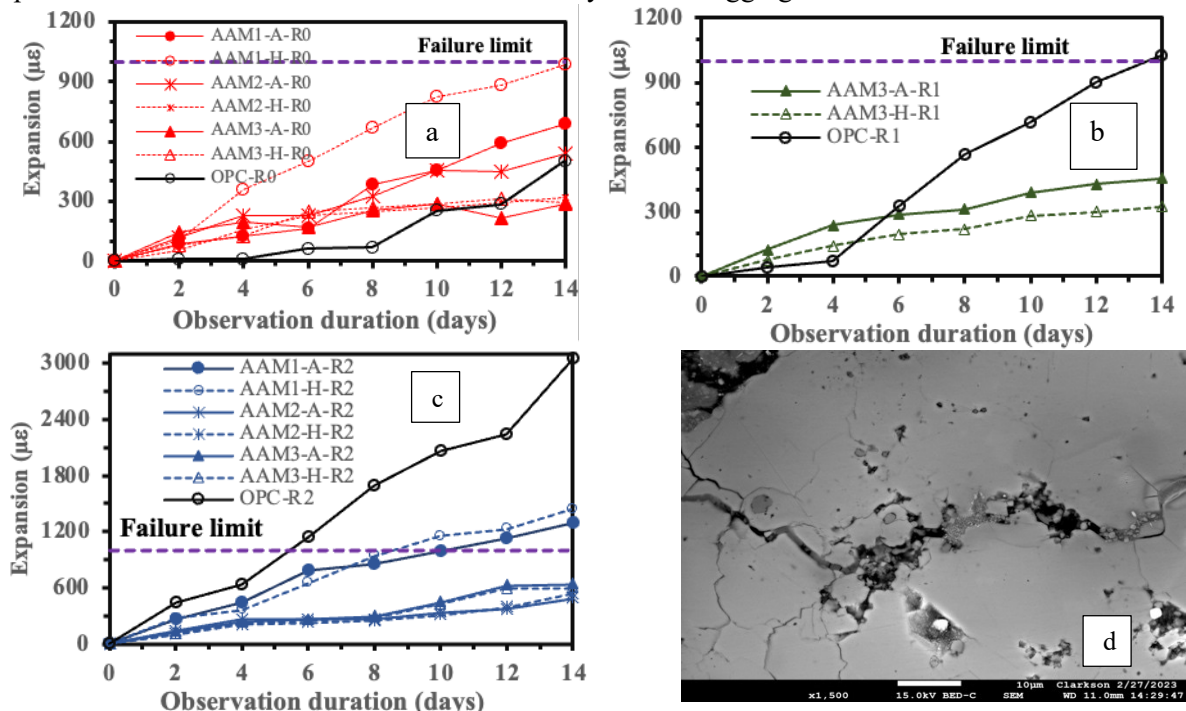 1200
900
600
300
0
Expansion (με)
AAM1-A-R0
AAM1-H-R0
AAM2-A-R0
AAM2-H-R0
AAM3-A-R0
AAM3-H-R0
OPC-R0
Failure limit
a
0 2 4 6 8 10 12 14
Observation duration (days)
1200
900
600
300
0
Expansion (με)
Failure limit
AAM3-A-R1
AAM3-H-R1
OPC-R1
b
0 2 4 6 8 10 12 14
Observation duration (days)
3000
2400
1800
1200
600
0
Expansion (με)
AAM1-A-R2
AAM1-H-R2
AAM2-A-R2
AAM2-H-R2
AAM3-A-R2
AAM3-H-R2
OPC-R2
c
Failure limit
0 2 4 6 8 10 12 14
Observation duration (days)
d
10μm Clarkson 2/27/2023
x1,500 15.0kV BED-C SEM WD 11.0mm 14:29:47